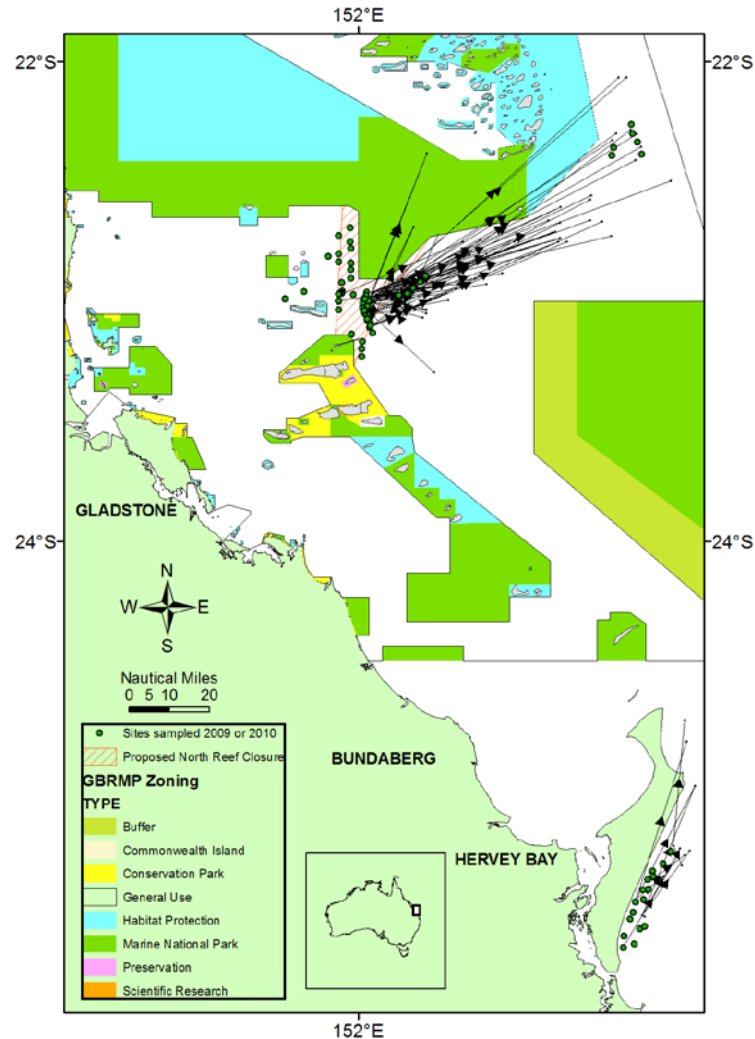 152°E
22°S
22°S
24°S
24°S
GLADSTONE
N
W E
S
Nautical Miles
0 5 10 20
BUNDABERG
HERVEY BAY
Sites sampled 2009 or 2010
Proposed North Reef Closure
GBRMP Zoning
TYPE
Buffer
Commonwealth Island
Conservation Park
General Use
Habitat Protection
Marine National Park
Preservation
Scientific Research
152°E